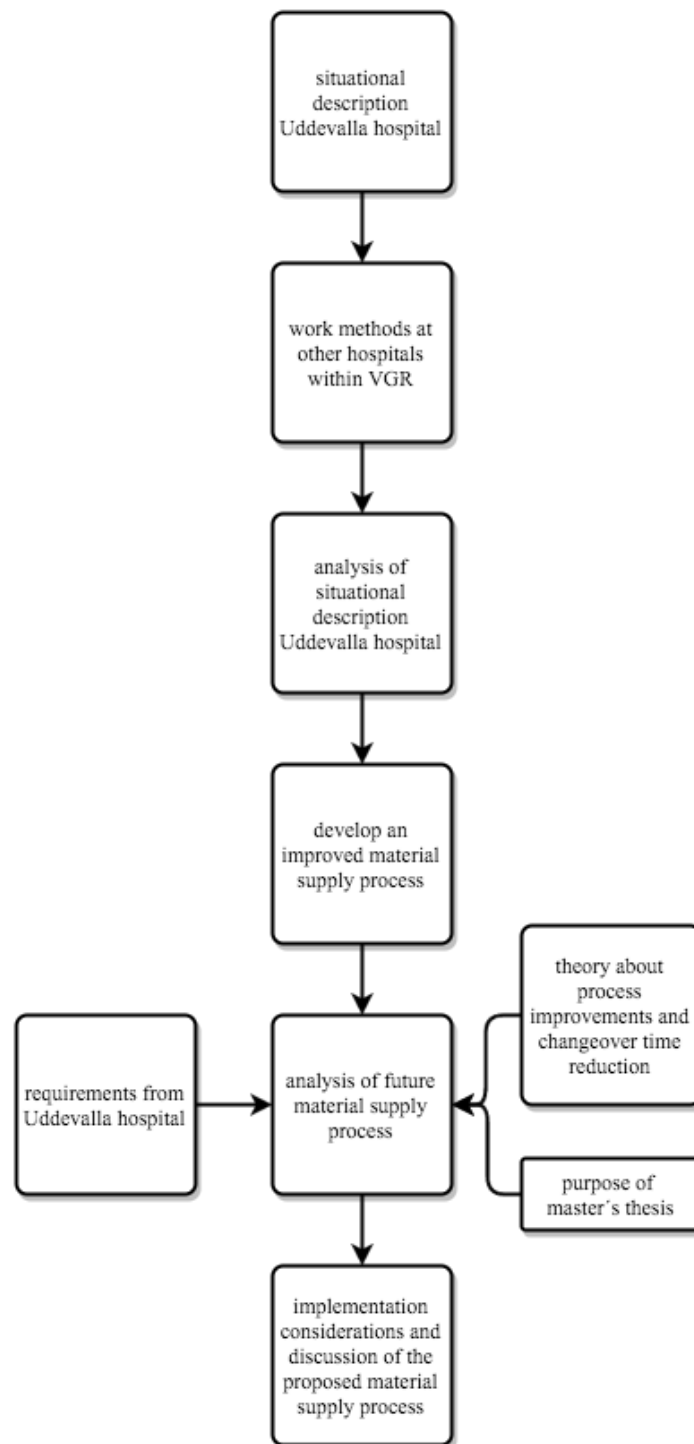 situational
description
Uddevalla hospital
work methods at
other hospitals
within VGR
analysis of
situational
description
Uddevalla hospital
develop an
improved material
supply process
theory about
process
improvements and
changeover time
reduction
requirements from
Uddevalla hospital
analysis of future
material supply
process
purpose of
master´s thesis
implementation
considerations and
discussion of the
proposed material
supply process